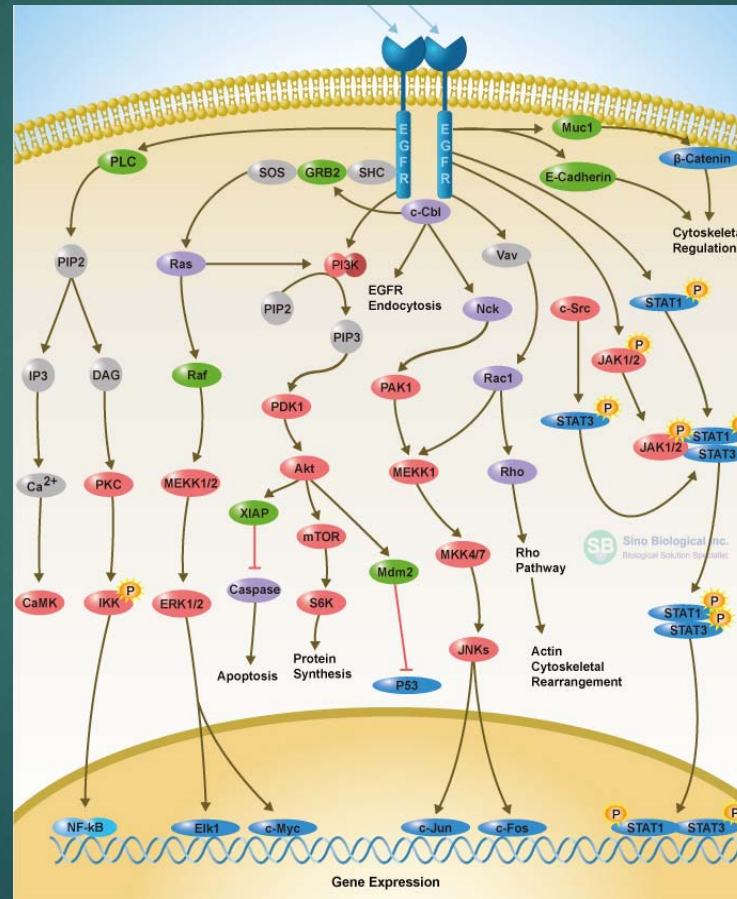 EGFR
EGFR
Muc1
PLC
β-Catenin
SOS
GRB2
SHC
E-Cadherin
c-Cbl
Cytoskeletal
Regulation
PIP2
Ras
PI3K
Vav
EGFR
Endocytosis
P
STAT1
PIP2
Nck
c-Src
PIP3
P
JAK1/2
IP3
DAG
Raf
PAK1
Rac1
PDK1
P
STAT3
P
STAT1
JAK1/2
STAT3
Akt
MEKK1
Rho
Ca2+
PKC
MEKK1/2
XIAP
mTOR
SB
Sino Biological Inc.
Biological Solution Specialist
MKK4/7
Rho
Pathway
Mdm2
Caspase
P
CaMK
IKK
ERK1/2
S6K
P
STAT1
P
STAT3
JNKs
Protein
Synthesis
Apoptosis
P53
Actin
Cytoskeletal
Rearrangement
P
P
NF-kB
Elk1
c-Myc
c-Jun
c-Fos
STAT1
STAT3
Gene Expression